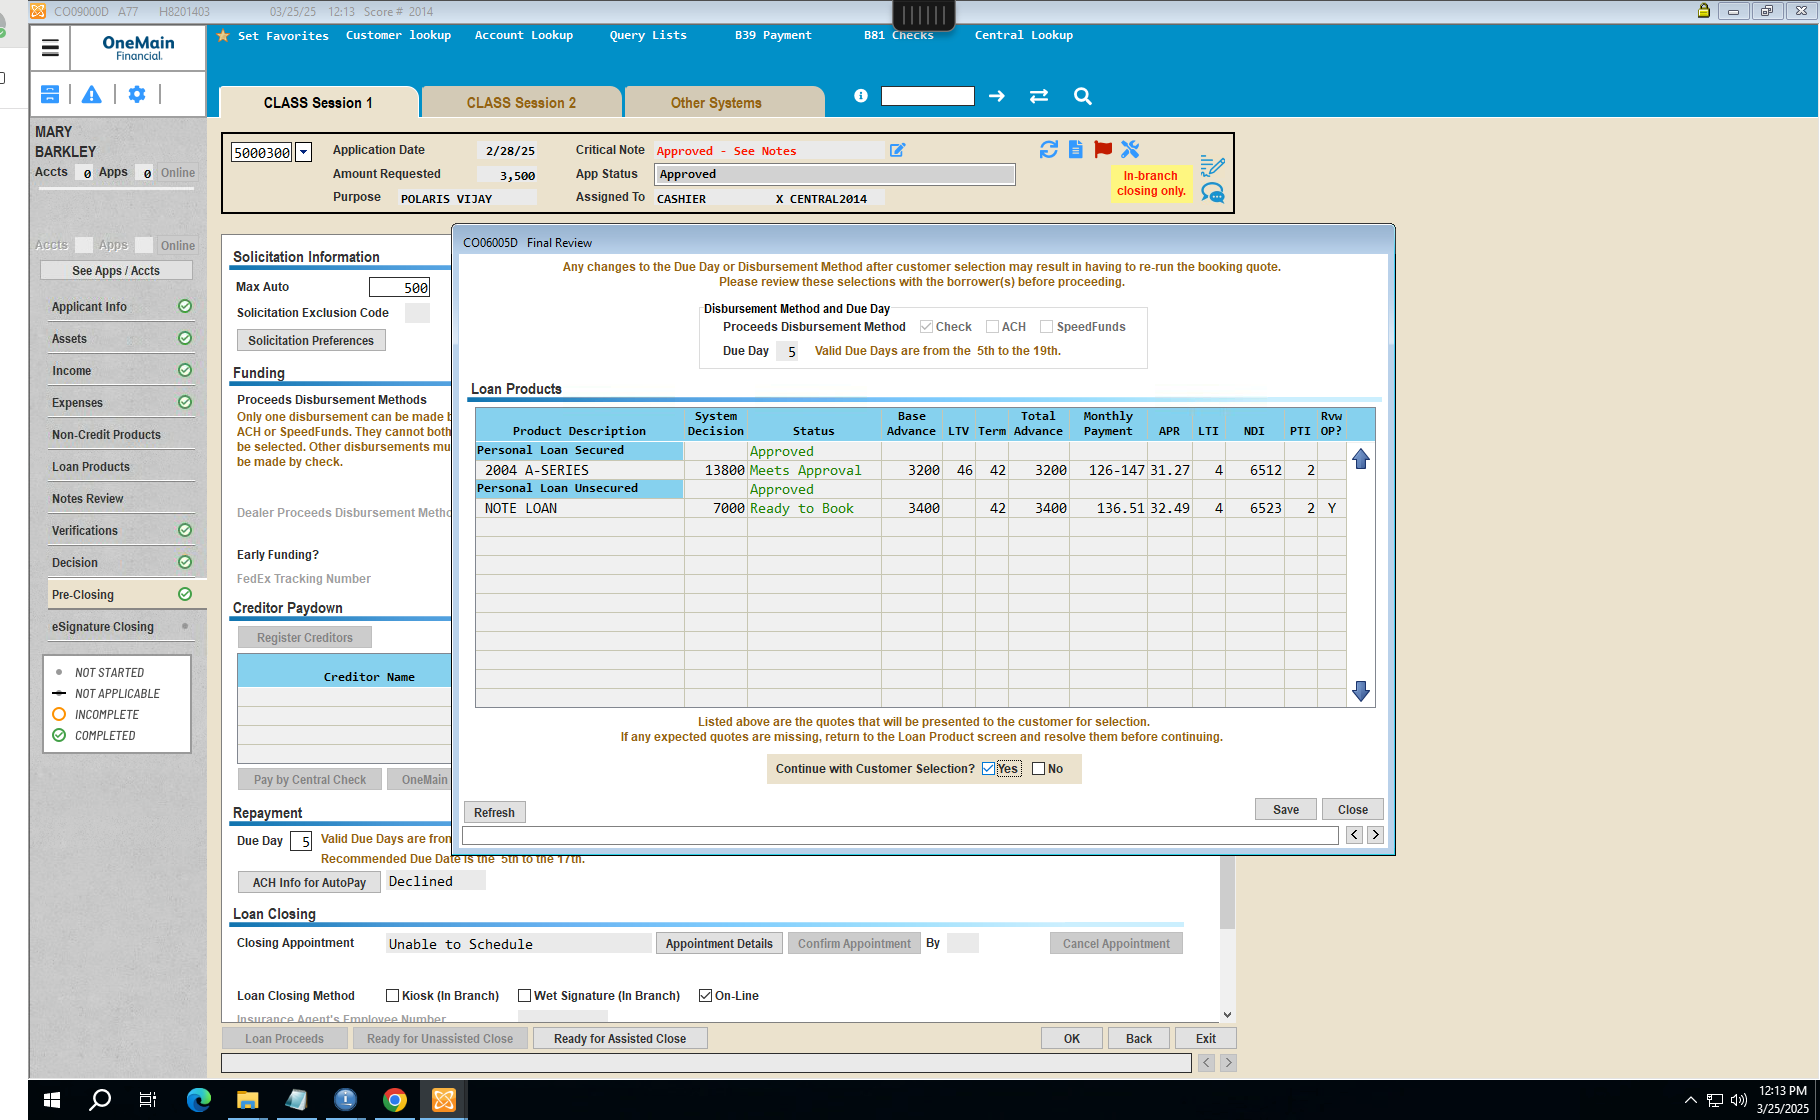 CO09000D A77 H8201403 03/25/25 12:13 Score # 2014
OneMain
Financial.
Set Favorites Customer lookup Account Lookup Query Lists B39 Payment B81 Checks Central Lookup
CLASS Session 1 CLASS Session 2 Other Systems
MARY
BARKLEY
Accts 0 Apps 0 Online
Accts Apps Online
See Apps / Accts
Applicant Info
Assets
Income
Expenses
Non-Credit Products
Loan Products
Notes Review
Verifications
Decision
Pre-Closing
eSignature Closing
NOT STARTED
NOT APPLICABLE
INCOMPLETE
COMPLETED
5000300 Application Date 2/28/25 Critical Note Approved - See Notes
Amount Requested 3,500 App Status Approved
Purpose POLARIS VIJAY Assigned To CASHIER X CENTRAL2014
In-branch
closing only.
Solicitation Information
Max Auto 500
Solicitation Exclusion Code
Solicitation Preferences
Funding
Proceeds Disbursement Methods
Only one disbursement can be made b
ACH or SpeedFunds. They cannot both
be selected. Other disbursements mu
be made by check.
Dealer Proceeds Disbursement Metho
Early Funding?
FedEx Tracking Number
Creditor Paydown
Register Creditors
Creditor Name
Pay by Central Check OneMain
Repayment
Due Day 5 Valid Due Days are fron
Recommended Due Date is the 5th to the 17th.
ACH Info for AutoPay Declined
Loan Closing
Closing Appointment Unable to Schedule Appointment Details Confirm Appointment By Cancel Appointment
Loan Closing Method Kiosk (In Branch) Wet Signature (In Branch) On-Line
Insurance Agent's Employee Number
Loan Proceeds Ready for Unassisted Close Ready for Assisted Close OK Back Exit
CO06005D Final Review
Any changes to the Due Day or Disbursement Method after customer selection may result in having to re-run the booking quote.
Please review these selections with the borrower(s) before proceeding.
Disbursement Method and Due Day
Proceeds Disbursement Method Check ACH SpeedFunds
Due Day 5 Valid Due Days are from the 5th to the 19th.
Loan Products
System Base Total Monthly Rvw
Product Description Decision Status Advance LTV Term Advance Payment APR LTI NDI PTI OP?
Personal Loan Secured Approved
2004 A-SERIES 13800 Meets Approval 3200 46 42 3200 126-147 31.27 4 6512 2
Personal Loan Unsecured Approved
NOTE LOAN 7000 Ready to Book 3400 42 3400 136.51 32.49 4 6523 2 Y
Listed above are the quotes that will be presented to the customer for selection.
If any expected quotes are missing, return to the Loan Product screen and resolve them before continuing.
Continue with Customer Selection? Yes No
Refresh Save Close
12:13 PM
3/25/2025